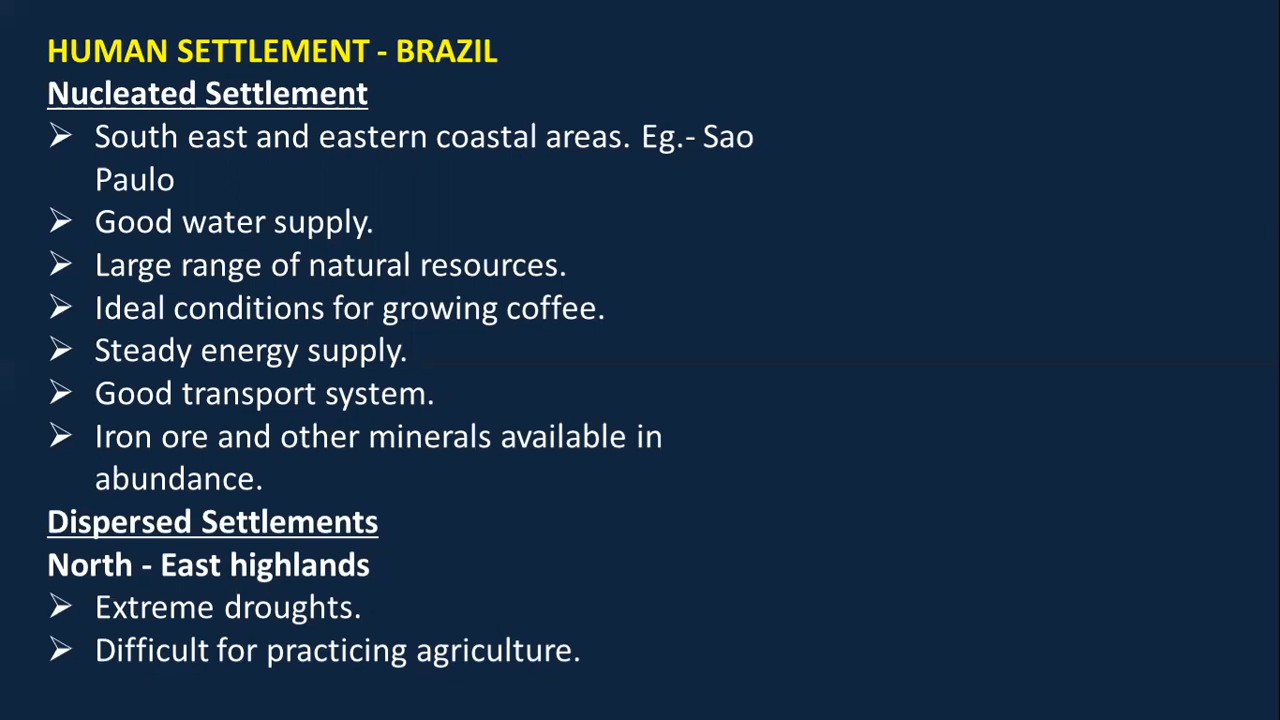 HUMAN SETTLEMENT - BRAZIL
Nucleated Settlement
➢ South east and eastern coastal areas. Eg.- Sao
Paulo
➢ Good water supply.
➢ Large range of natural resources.
➢ Ideal conditions for growing coffee.
➢ Steady energy supply.
➢ Good transport system.
➢ Iron ore and other minerals available in
abundance.
Dispersed Settlements
North - East highlands
➢ Extreme droughts.
➢ Difficult for practicing agriculture.